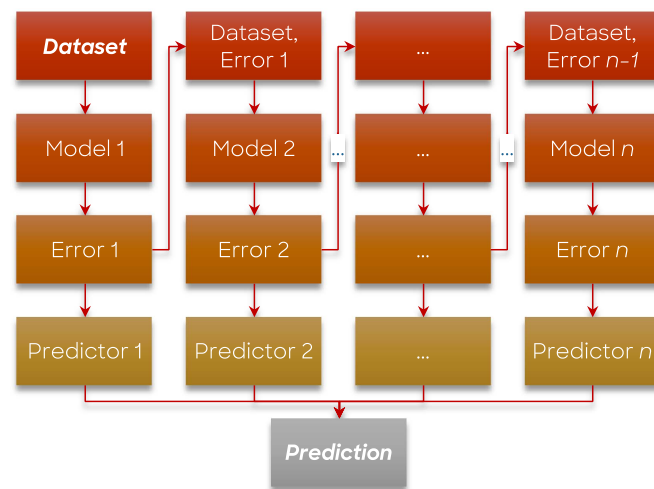 Dataset
Dataset,
Error 1
...
Dataset,
Error n-1
Model 1
Model 2
...
...
...
Model n
Error 1
Error 2
...
Error n
Predictor 1
Predictor 2
...
Predictor n
Prediction